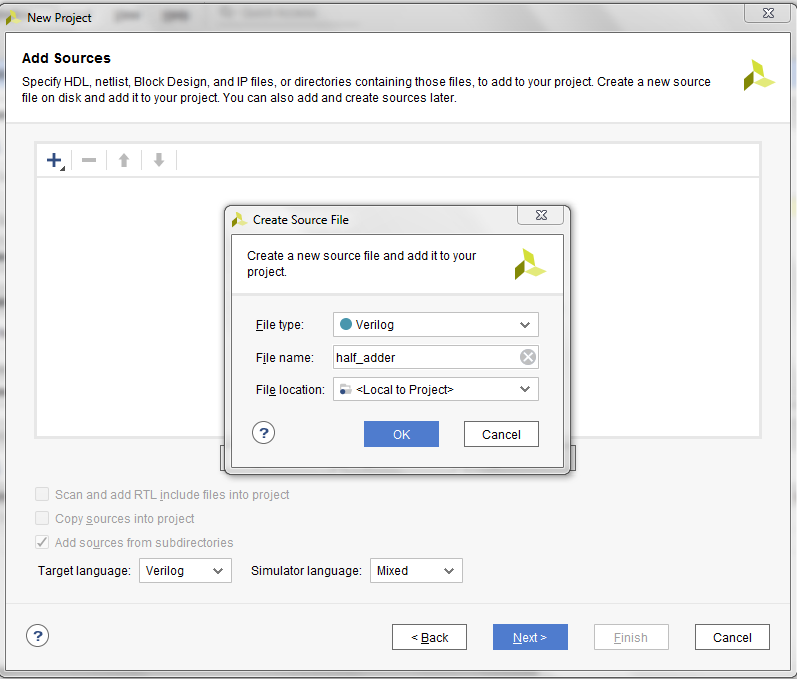 New Project
Add Sources
Specify HDL, netlist, Block Design, and IP files, or directories containing those files, to add to your project. Create a new source
file on disk and add it to your project. You can also add and create sources later.
Create Source File
Create a new source file and add it to your
project.
File type: Verilog
File name: half_adder
File location: <Local to Project>
? OK Cancel
Scan and add RTL include files into project
Copy sources into project
Add sources from subdirectories
Target language: Verilog Simulator language: Mixed
? < Back Next > Finish Cancel